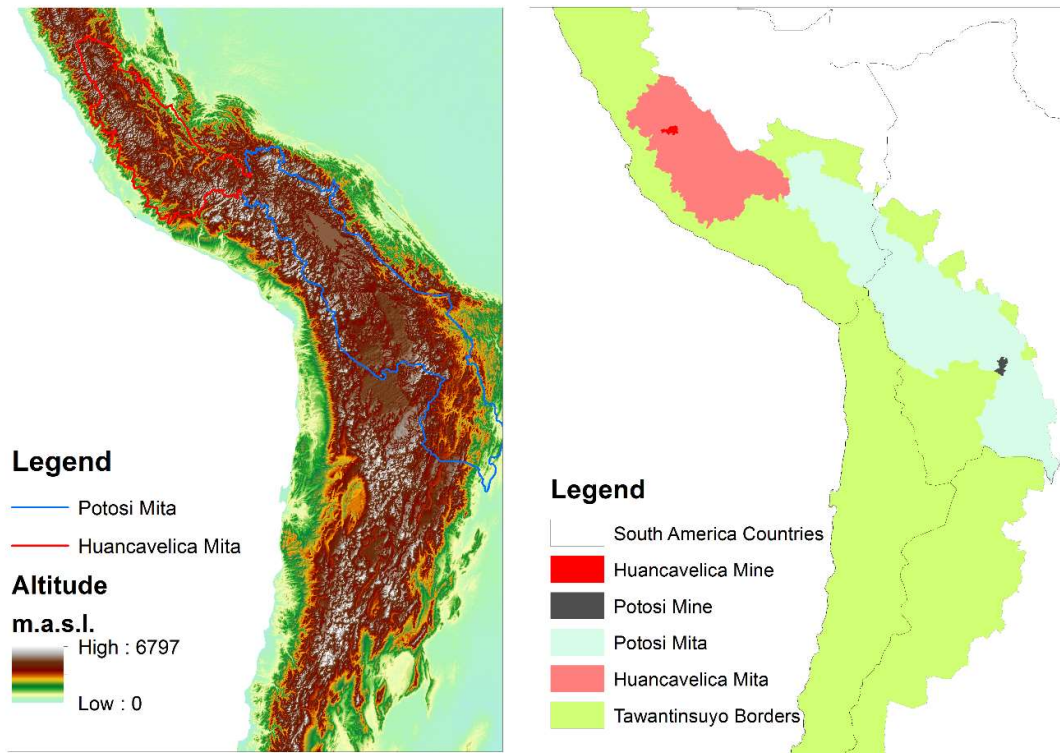 Legend
Potosi Mita
Huancavelica Mita
Altitude
m.a.s.l.
High : 6797
Low : 0
Legend
South America Countries
Huancavelica Mine
Potosi Mine
Potosi Mita
Huancavelica Mita
Tawantinsuyo Borders